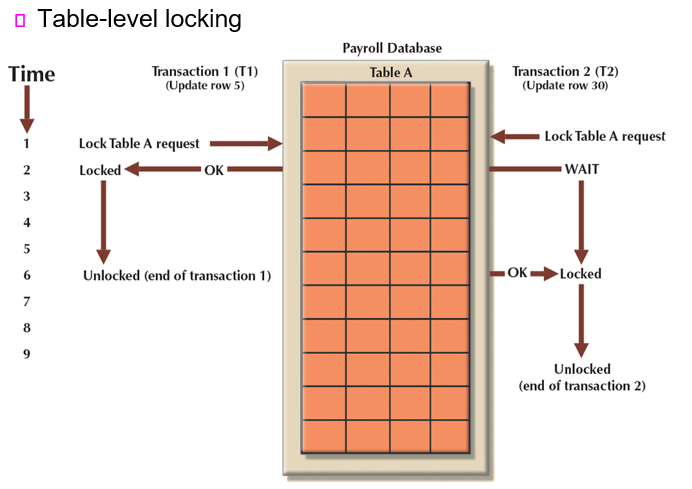 Table-level locking
Payroll Database
Time
Transaction 1 (T1)
(Update row 5)
Table A
Transaction 2 (T2)
(Update row 30)
1
Lock Table A request
Lock Table A request
2
Locked
OK
WAIT
3
4
5
6
Unlocked (end of transaction 1)
OK
Locked
7
8
9
Unlocked
(end of transaction 2)